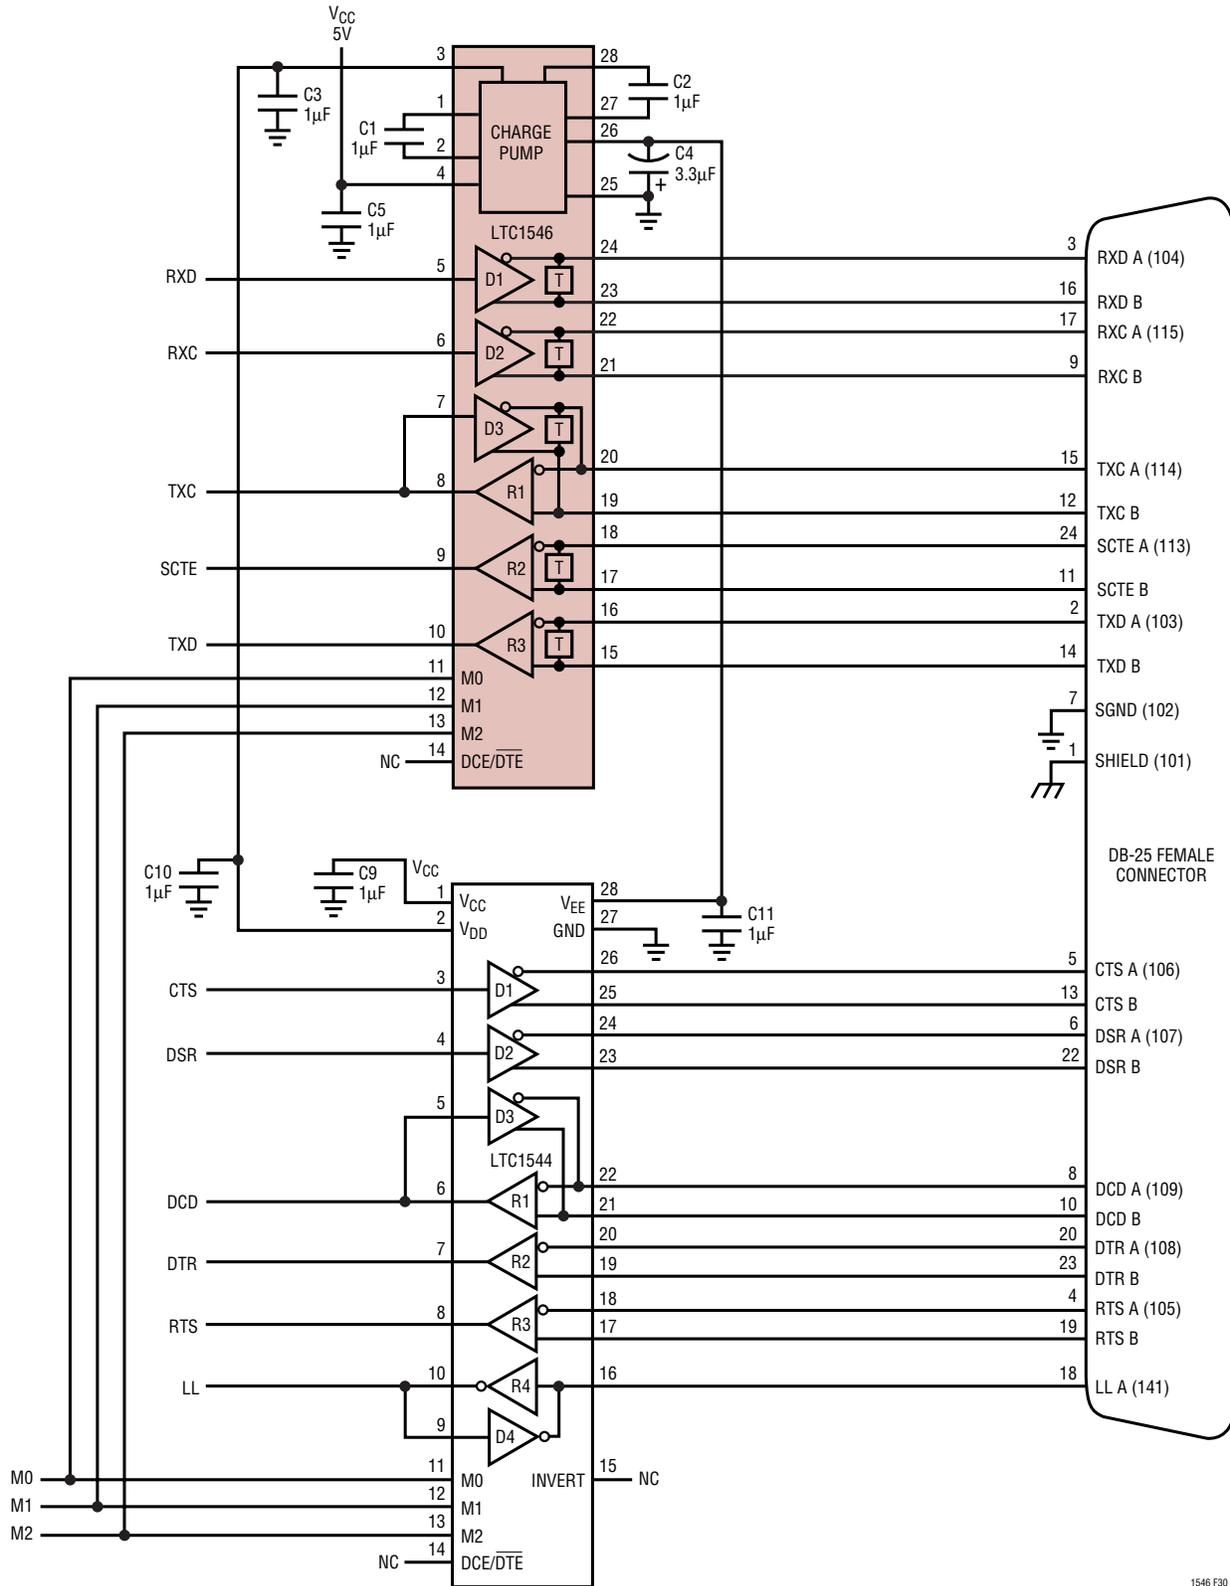 VCC
5V
3
28
C3
1µF
C2
1µF
1
27
C1
1µF
CHARGE
PUMP
26
2
C4
3.3µF
4
+
25
C5
1µF
LTC1546
RXD
5
D1
T
24
3
RXD A (104)
23
16
RXD B
RXC
6
D2
T
22
17
RXC A (115)
21
9
RXC B
7
D3
T
TXC
8
R1
20
15
TXC A (114)
19
12
TXC B
SCTE
9
R2
T
18
24
SCTE A (113)
17
11
SCTE B
TXD
10
R3
T
16
2
TXD A (103)
15
14
TXD B
11
M0
12
M1
7
SGND (102)
13
M2
NC
14
DCE/DTE
1
SHIELD (101)
DB-25 FEMALE
CONNECTOR
C10
1µF
C9
1µF
VCC
1
VCC
VEE
28
2
VDD
GND
27
C11
1µF
CTS
3
D1
26
5
CTS A (106)
25
13
CTS B
DSR
4
D2
24
6
DSR A (107)
23
22
DSR B
5
D3
LTC1544
DCD
6
R1
22
8
DCD A (109)
21
10
DCD B
DTR
7
R2
20
20
DTR A (108)
19
23
DTR B
RTS
8
R3
18
4
RTS A (105)
17
19
RTS B
LL
10
R4
16
18
LL A (141)
9
D4
M0
11
M0
INVERT
15
NC
M1
12
M1
M2
13
M2
NC
14
DCE/DTE
1546 F30